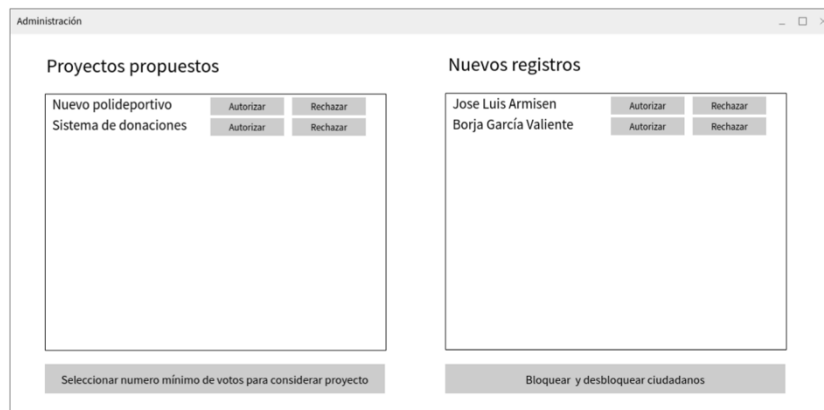 Administración
Proyectos propuestos
Nuevo polideportivo Autorizar Rechazar
Sistema de donaciones Autorizar Rechazar
Seleccionar numero mínimo de votos para considerar proyecto
Nuevos registros
Jose Luis Armisen Autorizar Rechazar
Borja García Valiente Autorizar Rechazar
Bloquear y desbloquear ciudadanos